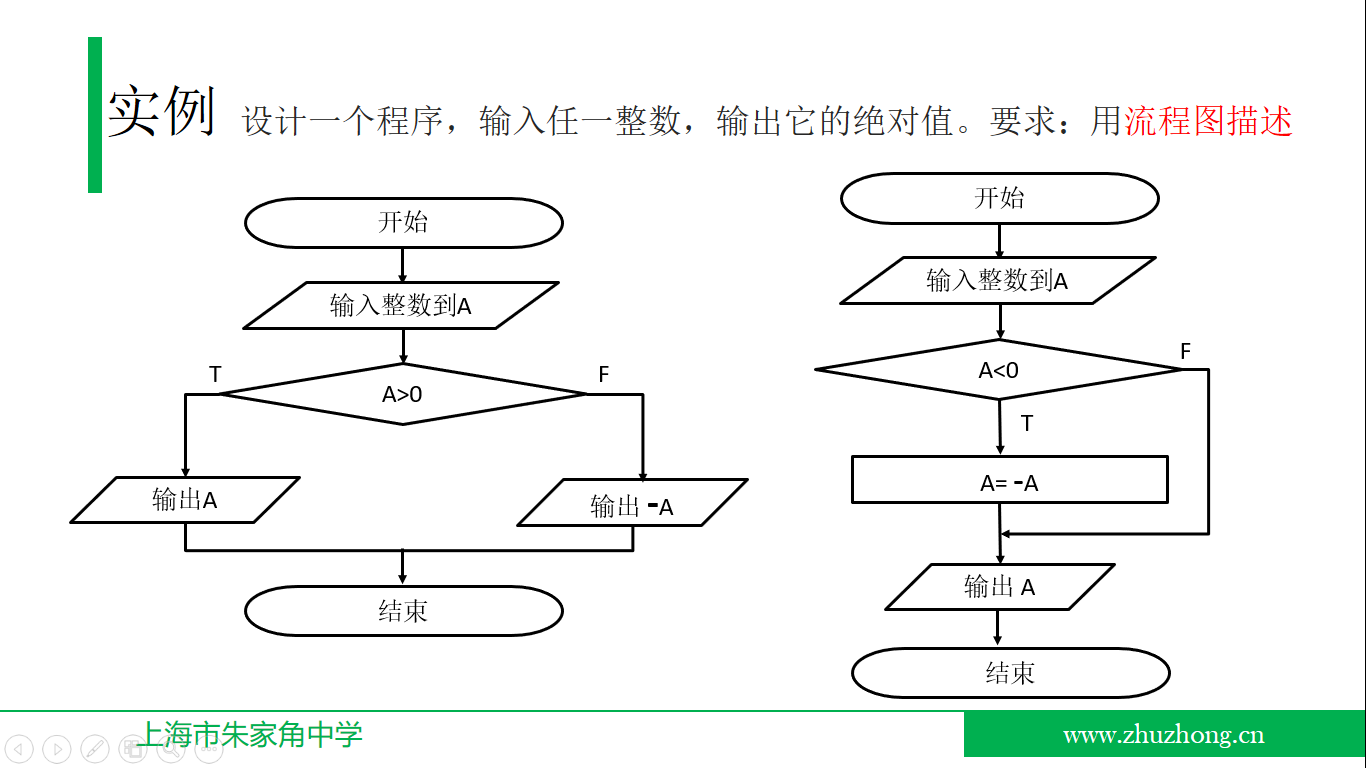 实例 设计一个程序，输入任一整数，输出它的绝对值。要求：用流程图描述
开始
输入整数到A
A>0
T
F
输出A
输出 -A
结束
开始
输入整数到A
A<0
F
T
A= -A
输出 A
结束
上海市朱家角中学
www.zhuzhong.cn